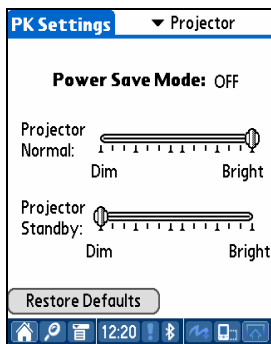 PK Settings ▼ Projector
Power Save Mode: OFF
Projector
Normal:
Dim Bright
Projector
Standby:
Dim Bright
Restore Defaults
12:20